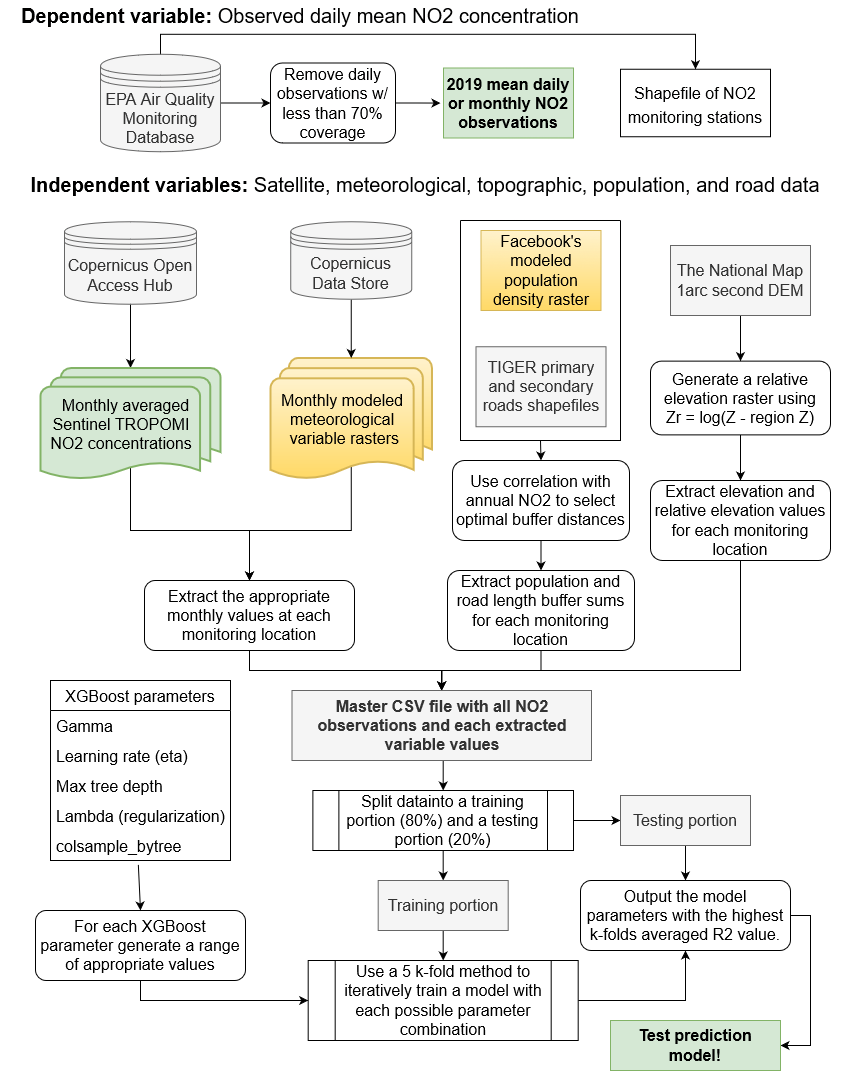 Dependent variable: Observed daily mean NO2 concentration
EPA Air Quality
Monitoring
Database
Remove daily
observations w/
less than 70%
coverage
2019 mean daily
or monthly NO2
observations
Shapefile of NO2
monitoring stations
Independent variables: Satellite, meteorological, topographic, population, and road data
Copernicus Open
Access Hub
Copernicus
Data Store
Facebook's
modeled
population
density raster
The National Map
1arc second DEM
Monthly averaged
Sentinel TROPOMI
NO2 concentrations
Monthly modeled
meteorological
variable rasters
TIGER primary
and secondary
roads shapefiles
Generate a relative
elevation raster using
Zr = log(Z - region Z)
Use correlation with
annual NO2 to select
optimal buffer distances
Extract elevation and
relative elevation values
for each monitoring
location
Extract the appropriate
monthly values at each
monitoring location
Extract population and
road length buffer sums
for each monitoring
location
XGBoost parameters
Gamma
Learning rate (eta)
Max tree depth
Lambda (regularization)
colsample_bytree
Master CSV file with all NO2
observations and each extracted
variable values
Split datainto a training
portion (80%) and a testing
portion (20%)
Testing portion
Training portion
Output the model
parameters with the highest
k-folds averaged R2 value.
For each XGBoost
parameter generate a range
of appropriate values
Use a 5 k-fold method to
iteratively train a model with
each possible parameter
combination
Test prediction
model!